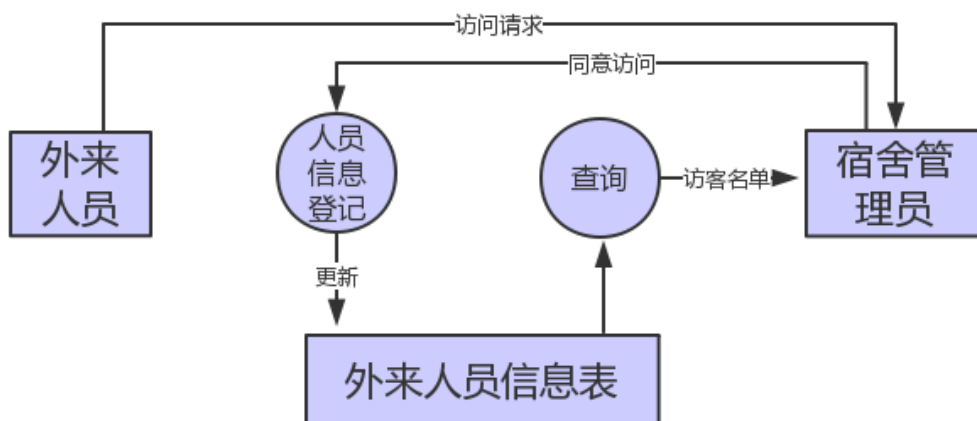 访问请求
同意访问
外来
人员
人员
信息
登记
查询
访客名单
宿舍管
理员
更新
外来人员信息表